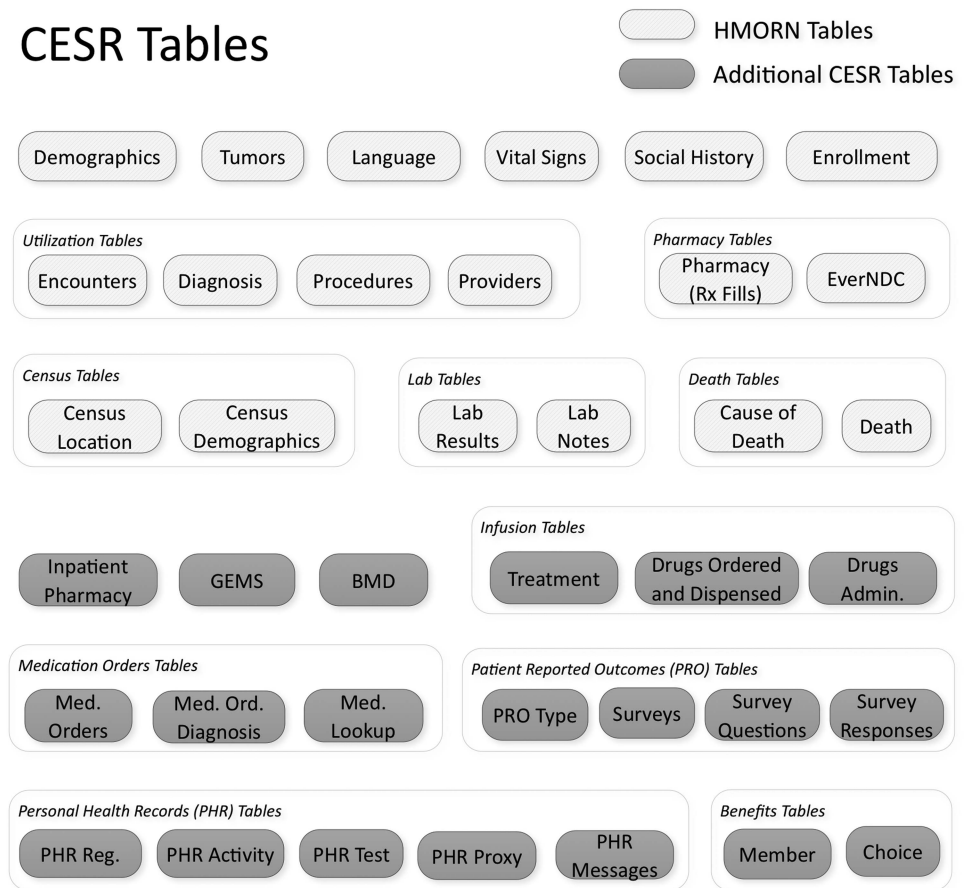 CESR Tables
HMORN Tables
Additional CESR Tables
Demographics
Tumors
Language
Vital Signs
Social History
Enrollment
Utilization Tables
Encounters
Diagnosis
Procedures
Providers
Pharmacy Tables
Pharmacy
(Rx Fills)
EverNDC
Census Tables
Census
Location
Census
Demographics
Lab Tables
Lab
Results
Lab
Notes
Death Tables
Cause of
Death
Death
Inpatient
Pharmacy
GEMS
BMD
Infusion Tables
Treatment
Drugs Ordered
and Dispensed
Drugs
Admin.
Medication Orders Tables
Med.
Orders
Med. Ord.
Diagnosis
Med.
Lookup
Patient Reported Outcomes (PRO) Tables
PRO Type
Surveys
Survey
Questions
Survey
Responses
Personal Health Records (PHR) Tables
PHR Reg.
PHR Activity
PHR Test
PHR Proxy
PHR
Messages
Benefits Tables
Member
Choice